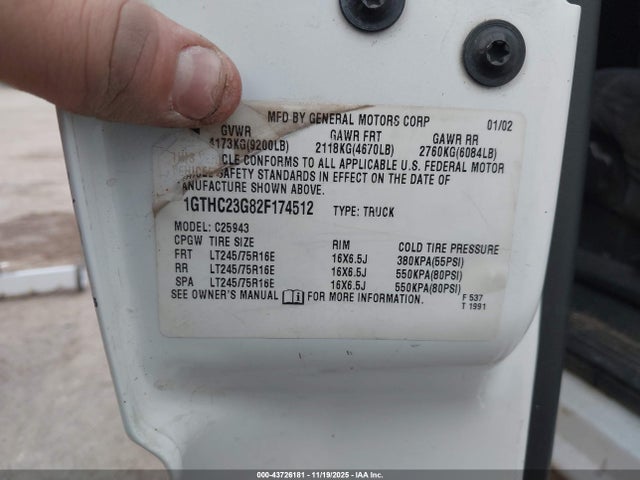 MFD BY GENERAL MOTORS CORP 01/02
GVWR GAWR FRT GAWR RR
4173KG(9200LB) 2118KG(4670LB) 2760KG(6084LB)
CLE CONFORMS TO ALL APPLICABLE U.S. FEDERAL MOTOR
SAFETY STANDARDS IN EFFECT ON THE DATE OF
ANUFACTURE SHOWN ABOVE.
1GTHC23G82F174512 TYPE: TRUCK
MODEL: C25943
CPGW TIRE SIZE RIM COLD TIRE PRESSURE
FRT LT245/75R16E 16X6.5J 380KPA(55PSI)
RR LT245/75R16E 16X6.5J 550KPA(80PSI)
SPA LT245/75R16E 16X6.5J 550KPA(80PSI)
SEE OWNER'S MANUAL FOR MORE INFORMATION.
F 537
T 1991
000-43726181 - 11/19/2025 - IAA Inc.